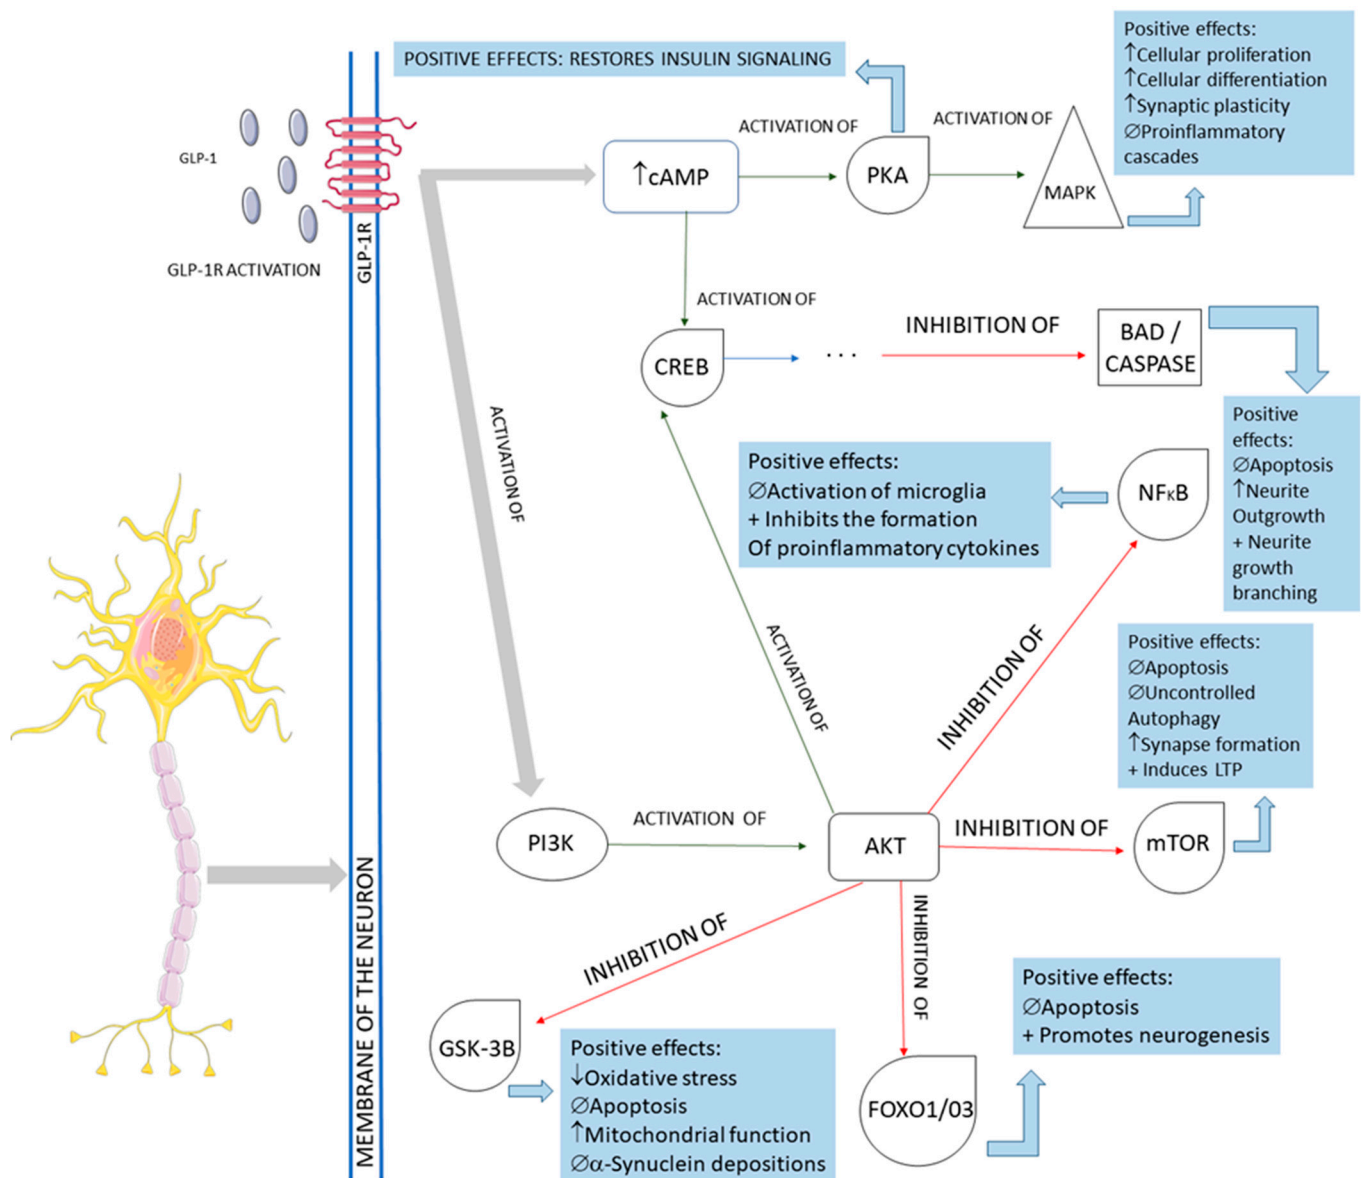 POSITIVE EFFECTS: RESTORES INSULIN SIGNALING
Positive effects:
↑Cellular proliferation
↑Cellular differentiation
↑Synaptic plasticity
∅Proinflammatory
cascades
GLP-1
GLP-1R ACTIVATION
GLP-1R
↑cAMP
ACTIVATION OF
PKA
ACTIVATION OF
MAPK
ACTIVATION OF
CREB
. . .
INHIBITION OF
BAD /
CASPASE
Positive
effects:
∅Apoptosis
↑Neurite
Outgrowth
+ Neurite
growth
branching
ACTIVATION OF
Positive effects:
∅Activation of microglia
+ Inhibits the formation
Of proinflammatory cytokines
NFκB
ACTIVATION OF
INHIBITION OF
Positive effects:
∅Apoptosis
∅Uncontrolled
Autophagy
↑Synapse formation
+ Induces LTP
PI3K
ACTIVATION OF
AKT
INHIBITION OF
mTOR
MEMBRANE OF THE NEURON
INHIBITION OF
INHIBITION OF
GSK-3B
Positive effects:
↓Oxidative stress
∅Apoptosis
↑Mitochondrial function
∅α-Synuclein depositions
FOXO1/03
Positive effects:
∅Apoptosis
+ Promotes neurogenesis